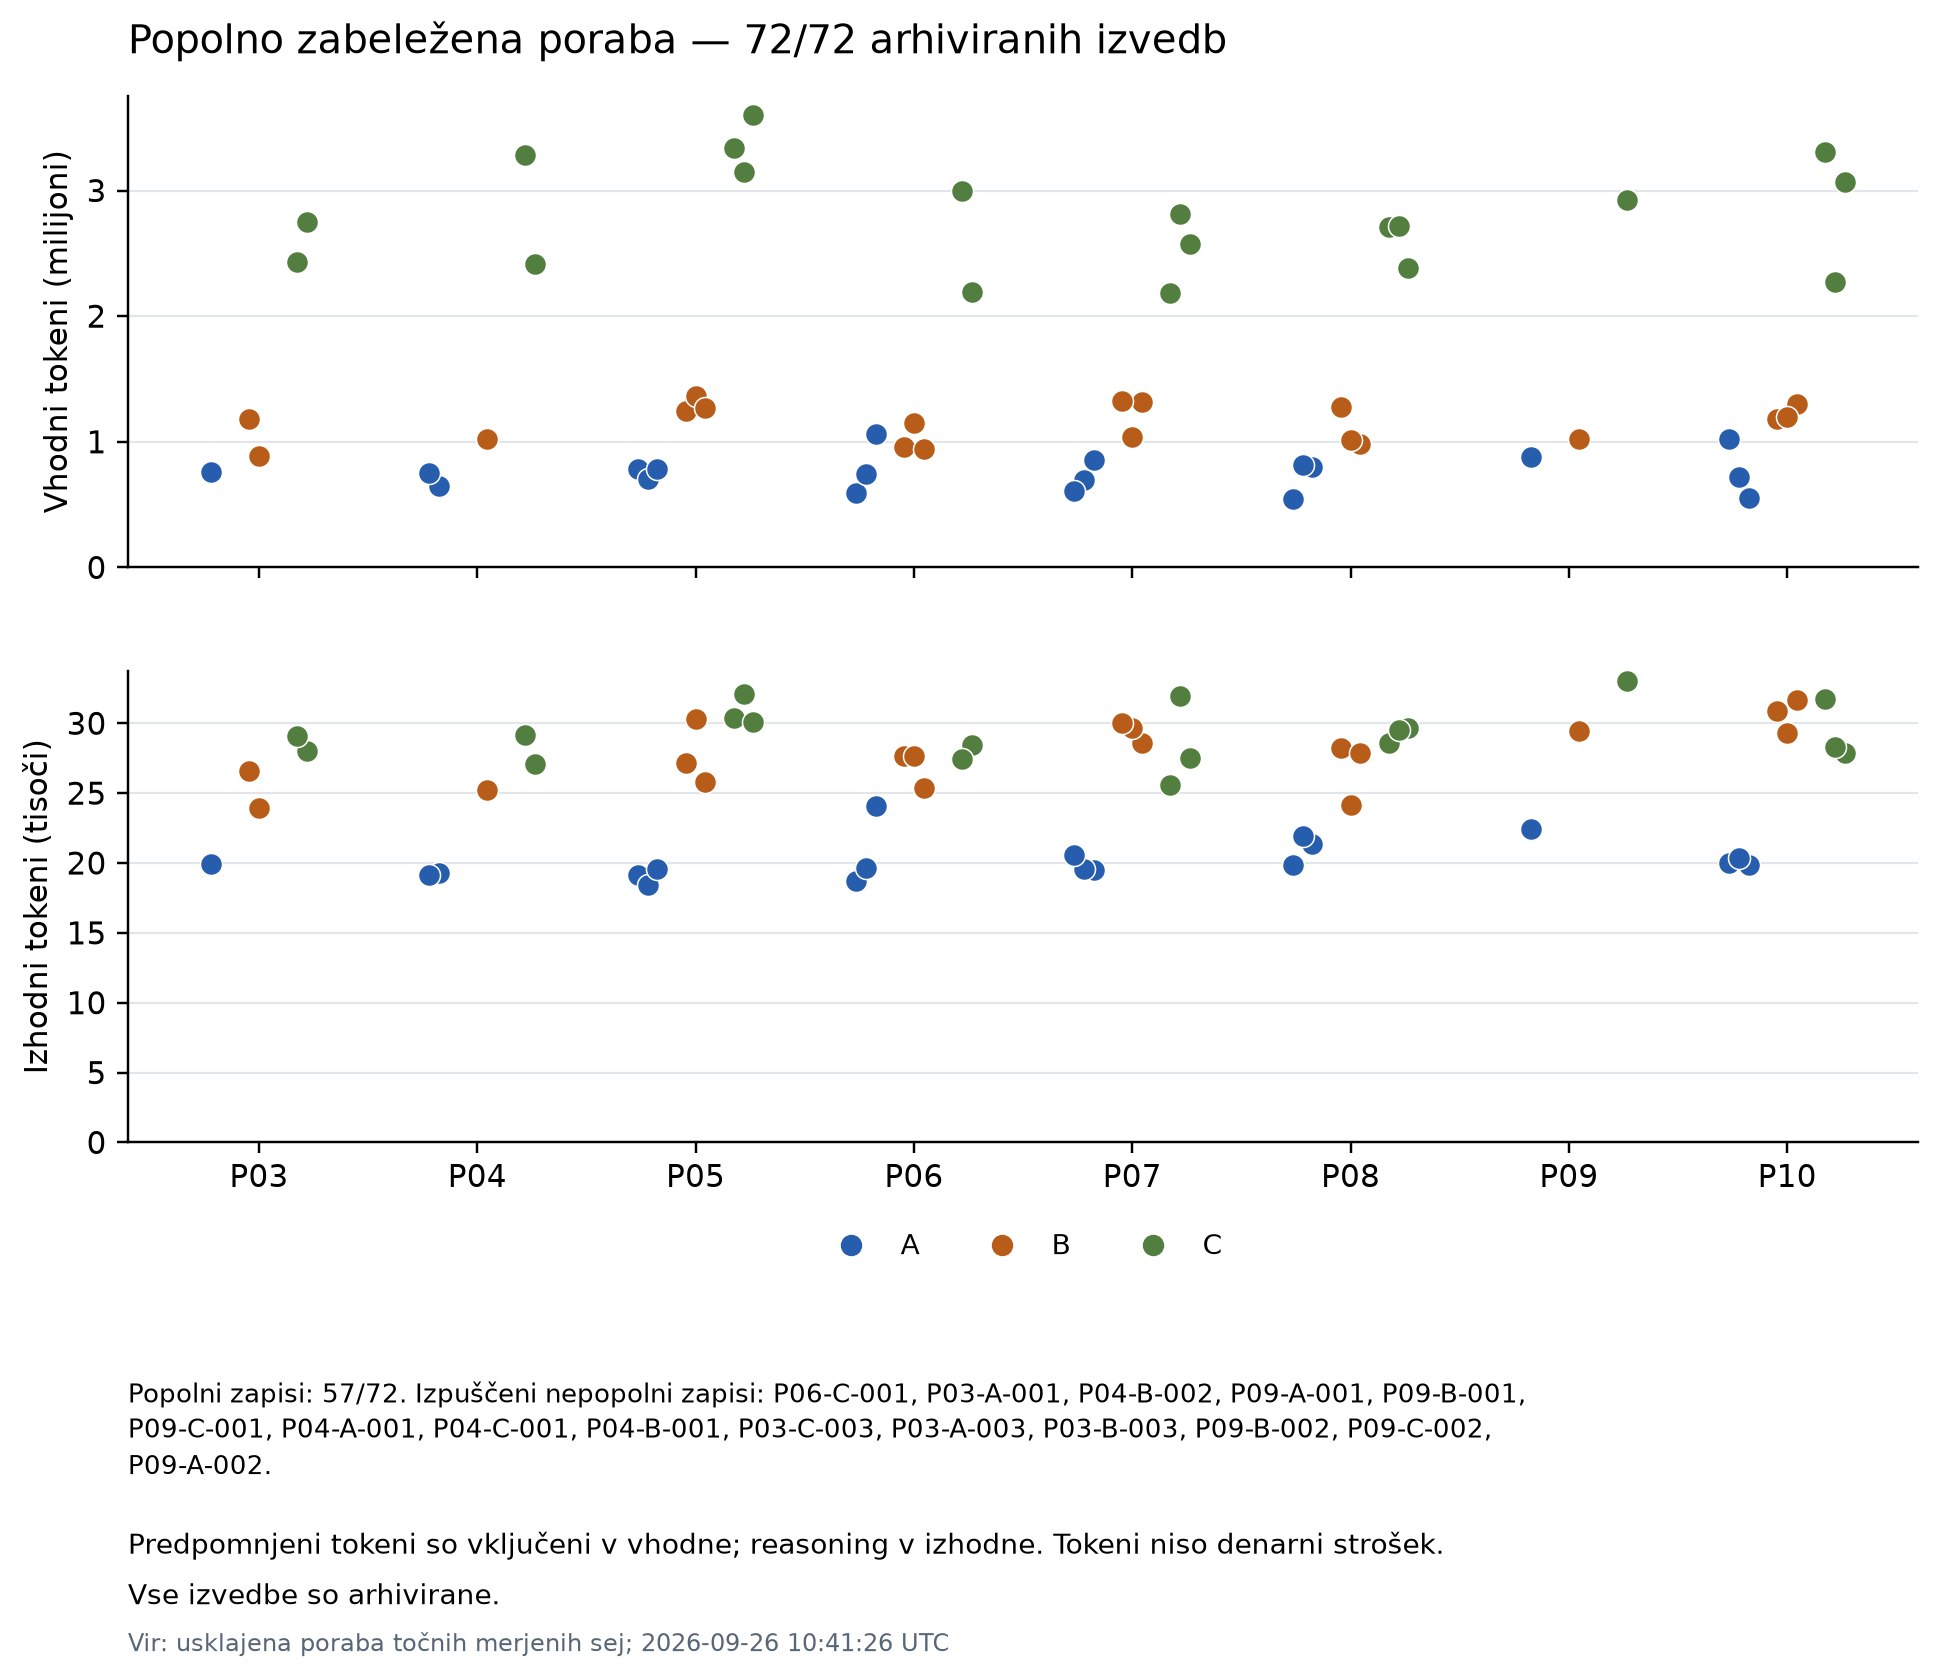 Popolno zabeležena poraba — 72/72 arhiviranih izvedb
Vhodni tokeni (milijoni)
3
2
1
0
Izhodni tokeni (tisoči)
30
25
20
15
10
5
0
P03 P04 P05 P06 P07 P08 P09 P10
A B C
Popolni zapisi: 57/72. Izpuščeni nepopolni zapisi: P06-C-001, P03-A-001, P04-B-002, P09-A-001, P09-B-001,
P09-C-001, P04-A-001, P04-C-001, P04-B-001, P03-C-003, P03-A-003, P03-B-003, P09-B-002, P09-C-002,
P09-A-002.
Predpomnjeni tokeni so vključeni v vhodne; reasoning v izhodne. Tokeni niso denarni strošek.
Vse izvedbe so arhivirane.
Vir: usklajena poraba točnih merjenih sej; 2026-09-26 10:41:26 UTC